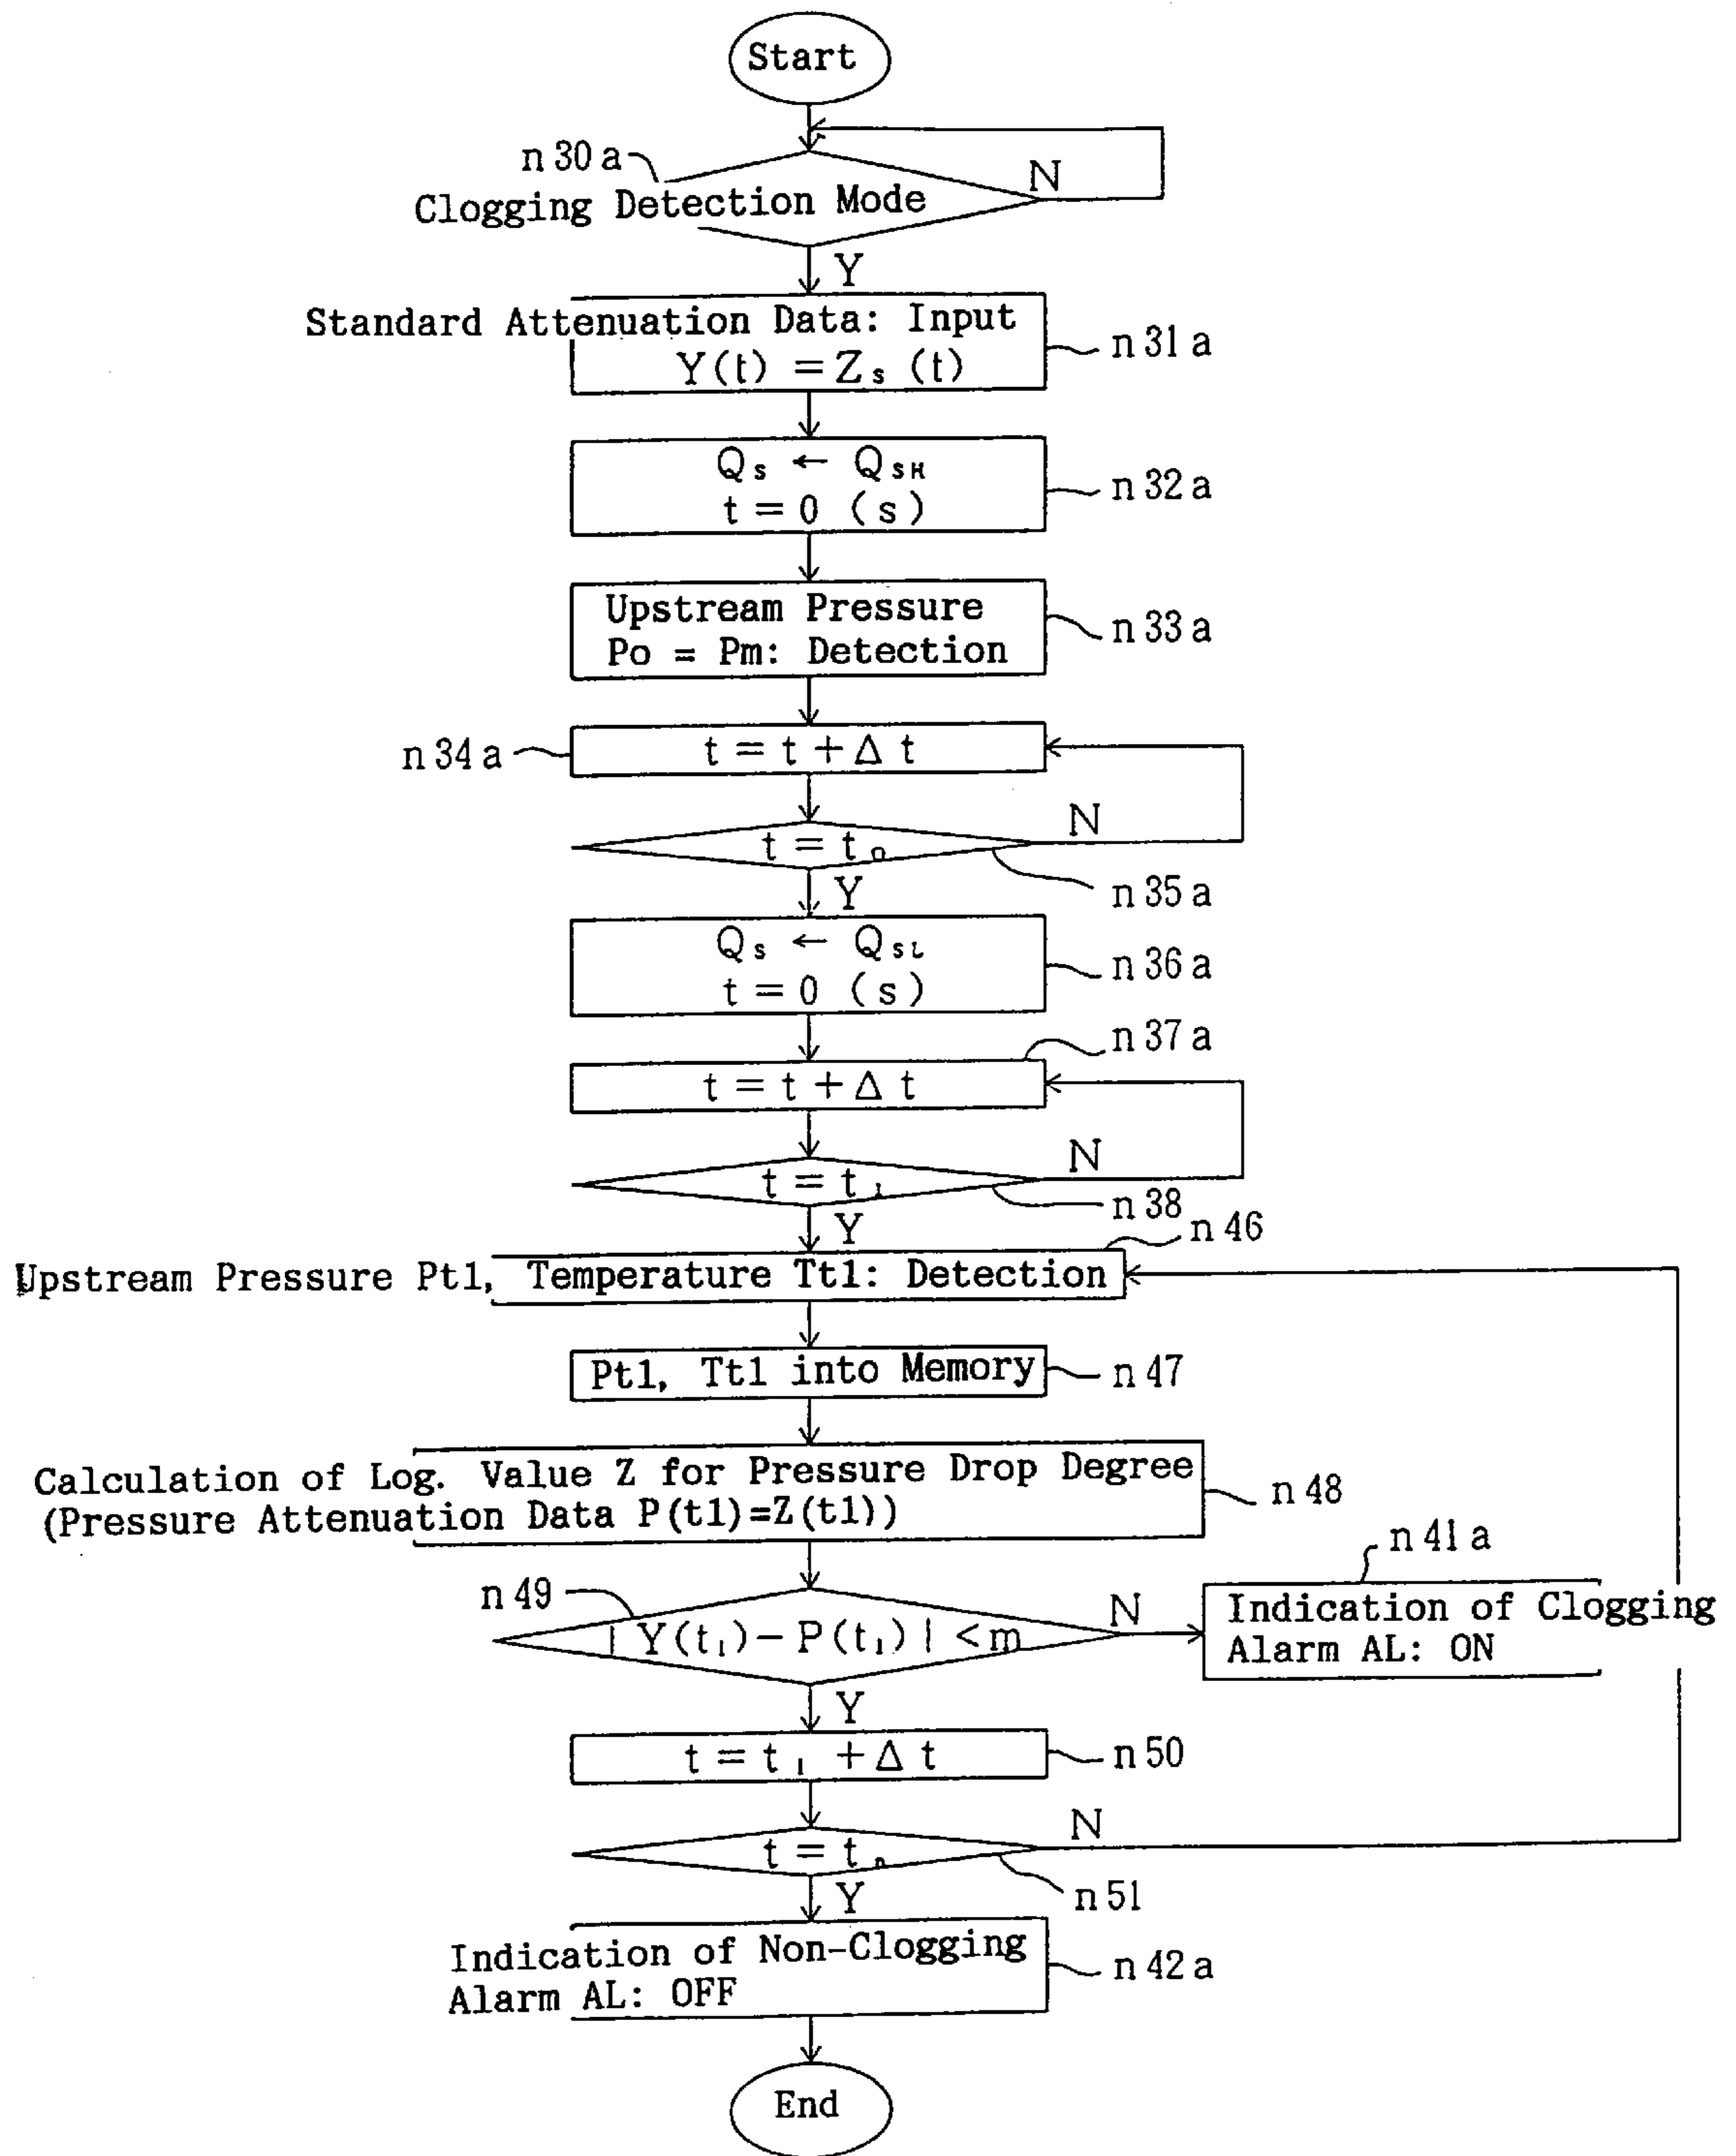 Start
n30a
N
Clogging Detection Mode
Y
Standard Attenuation Data: Input
Y(t) = Zs (t)
n31a
Qs ← QSH
t = 0 (s)
n32a
Upstream Pressure
Po = Pm: Detection
n33a
n34a
t = t + Δ t
N
t = t0
n35a
Y
Qs ← QSL
t = 0 (s)
n36a
n37a
t = t + Δ t
N
t = t1
n38
Y
n46
Upstream Pressure Pt1, Temperature Tt1: Detection
Pt1, Tt1 into Memory
n47
Calculation of Log. Value Z for Pressure Drop Degree
(Pressure Attenuation Data P(t1)=Z(t1))
n48
n41a
n49
N
| Y(t1) − P(t1) | < m
Indication of Clogging
Alarm AL: ON
Y
t = t1 + Δ t
n50
N
t = tn
n51
Y
Indication of Non-Clogging
Alarm AL: OFF
n42a
End